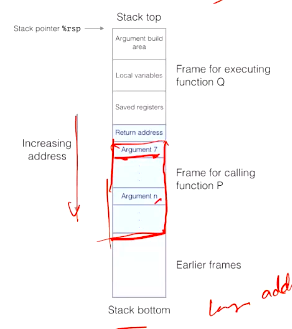 Stack top
Stack pointer %rsp
Argument build
area
Local variables
Frame for executing
function Q
Saved registers
Return address
Increasing
address
Argument 7
Frame for calling
function P
Argument n
Earlier frames
add
Stack bottom